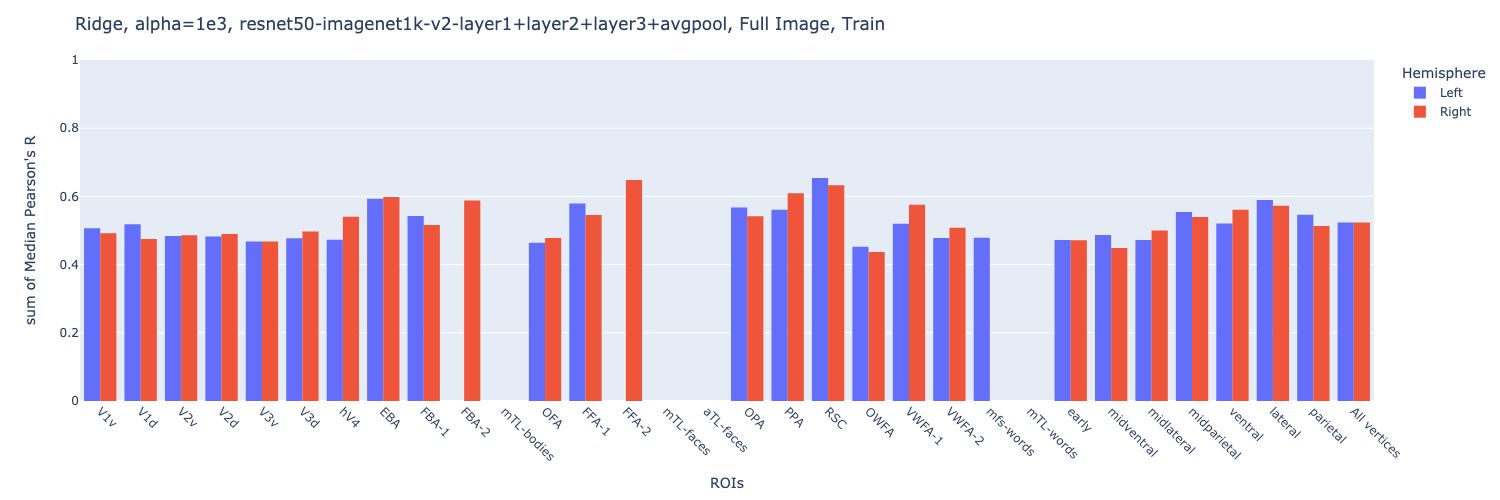 Ridge, alpha=1e3, resnet50-imagenet1k-v2-layer1+layer2+layer3+avgpool, Full Image, Train
Hemisphere
Left
Right
sum of Median Pearson's R
1
0.8
0.6
0.4
0.2
0
V1v
V1d
V2v
V2d
V3v
V3d
hV4
EBA
FBA-1
FBA-2
mTL-bodies
OFA
FFA-1
FFA-2
mTL-faces
aTL-faces
OPA
PPA
RSC
OWFA
VWFA-1
VWFA-2
mfs-words
mTL-words
early
midventral
midlateral
midparietal
ventral
lateral
parietal
All vertices
ROIs